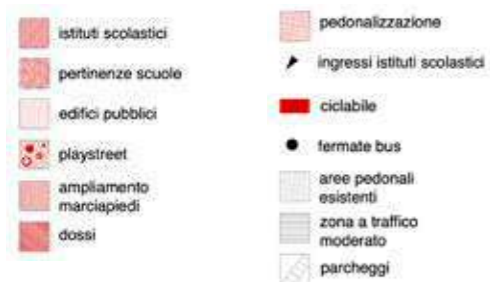 istituti scolastici
pertinenze scuole
edifici pubblici
playstreet
ampliamento
marciapiedi
dossi
pedonalizzazione
ingressi istituti scolastici
ciclabile
fermate bus
aree pedonali
esistenti
zona a traffico
moderato
parcheggi